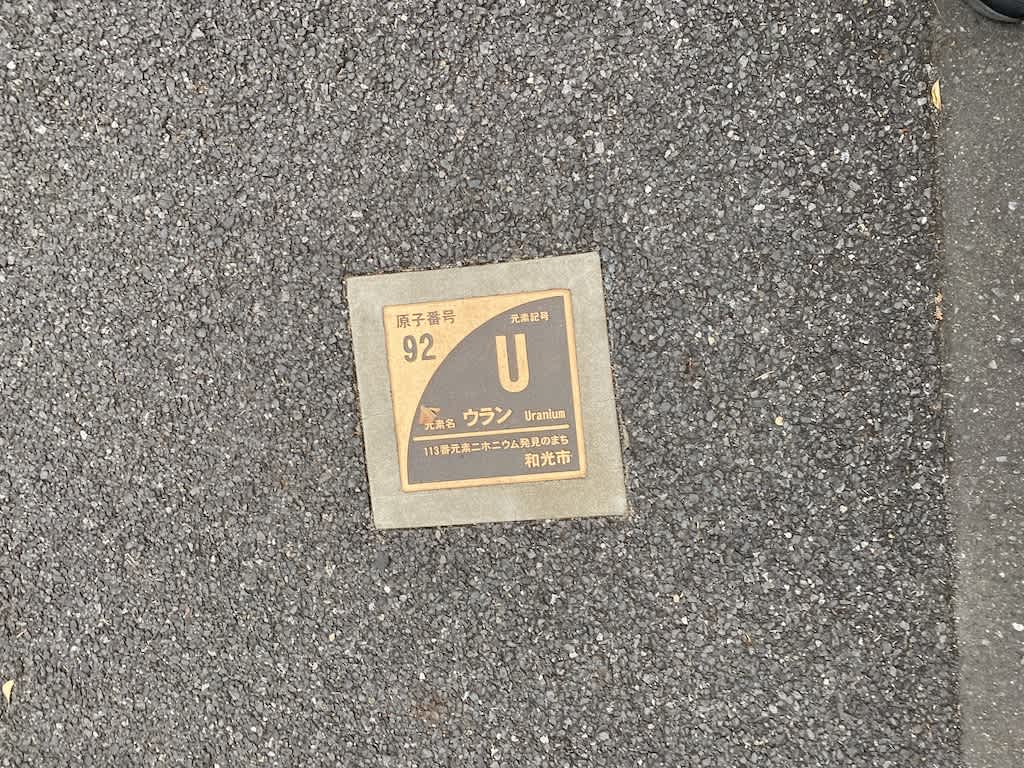 原子番号
92
元素記号
U
元素名 ウラン Uranium
113番元素ニホニウム発見のまち
和光市